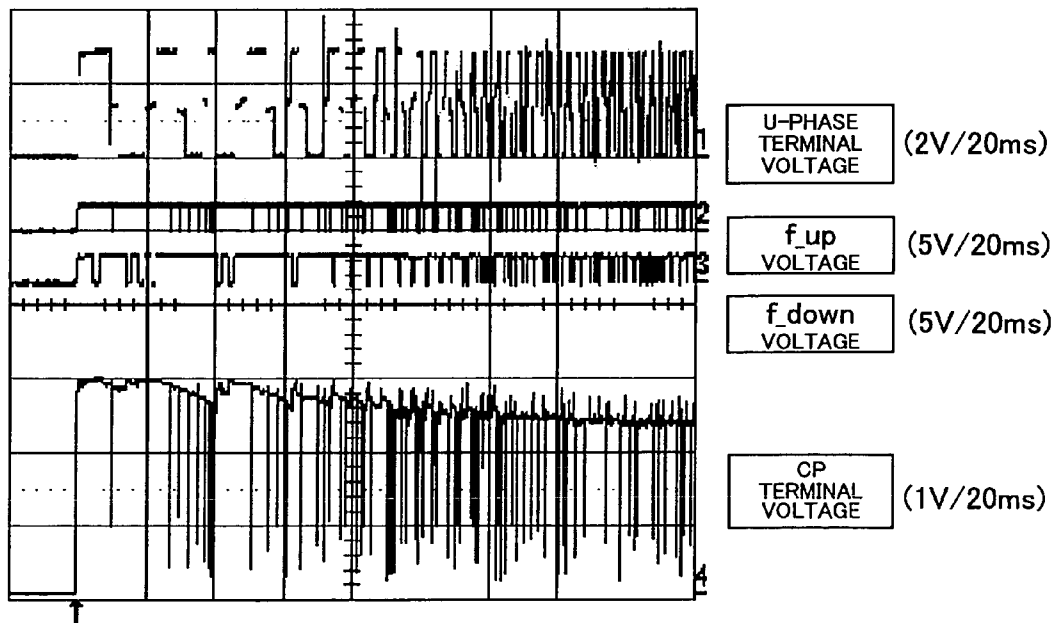 1
U-PHASE
TERMINAL
VOLTAGE
(2V/20ms)
2
f_up
VOLTAGE
(5V/20ms)
3
f_down
VOLTAGE
(5V/20ms)
CP
TERMINAL
VOLTAGE
(1V/20ms)
4